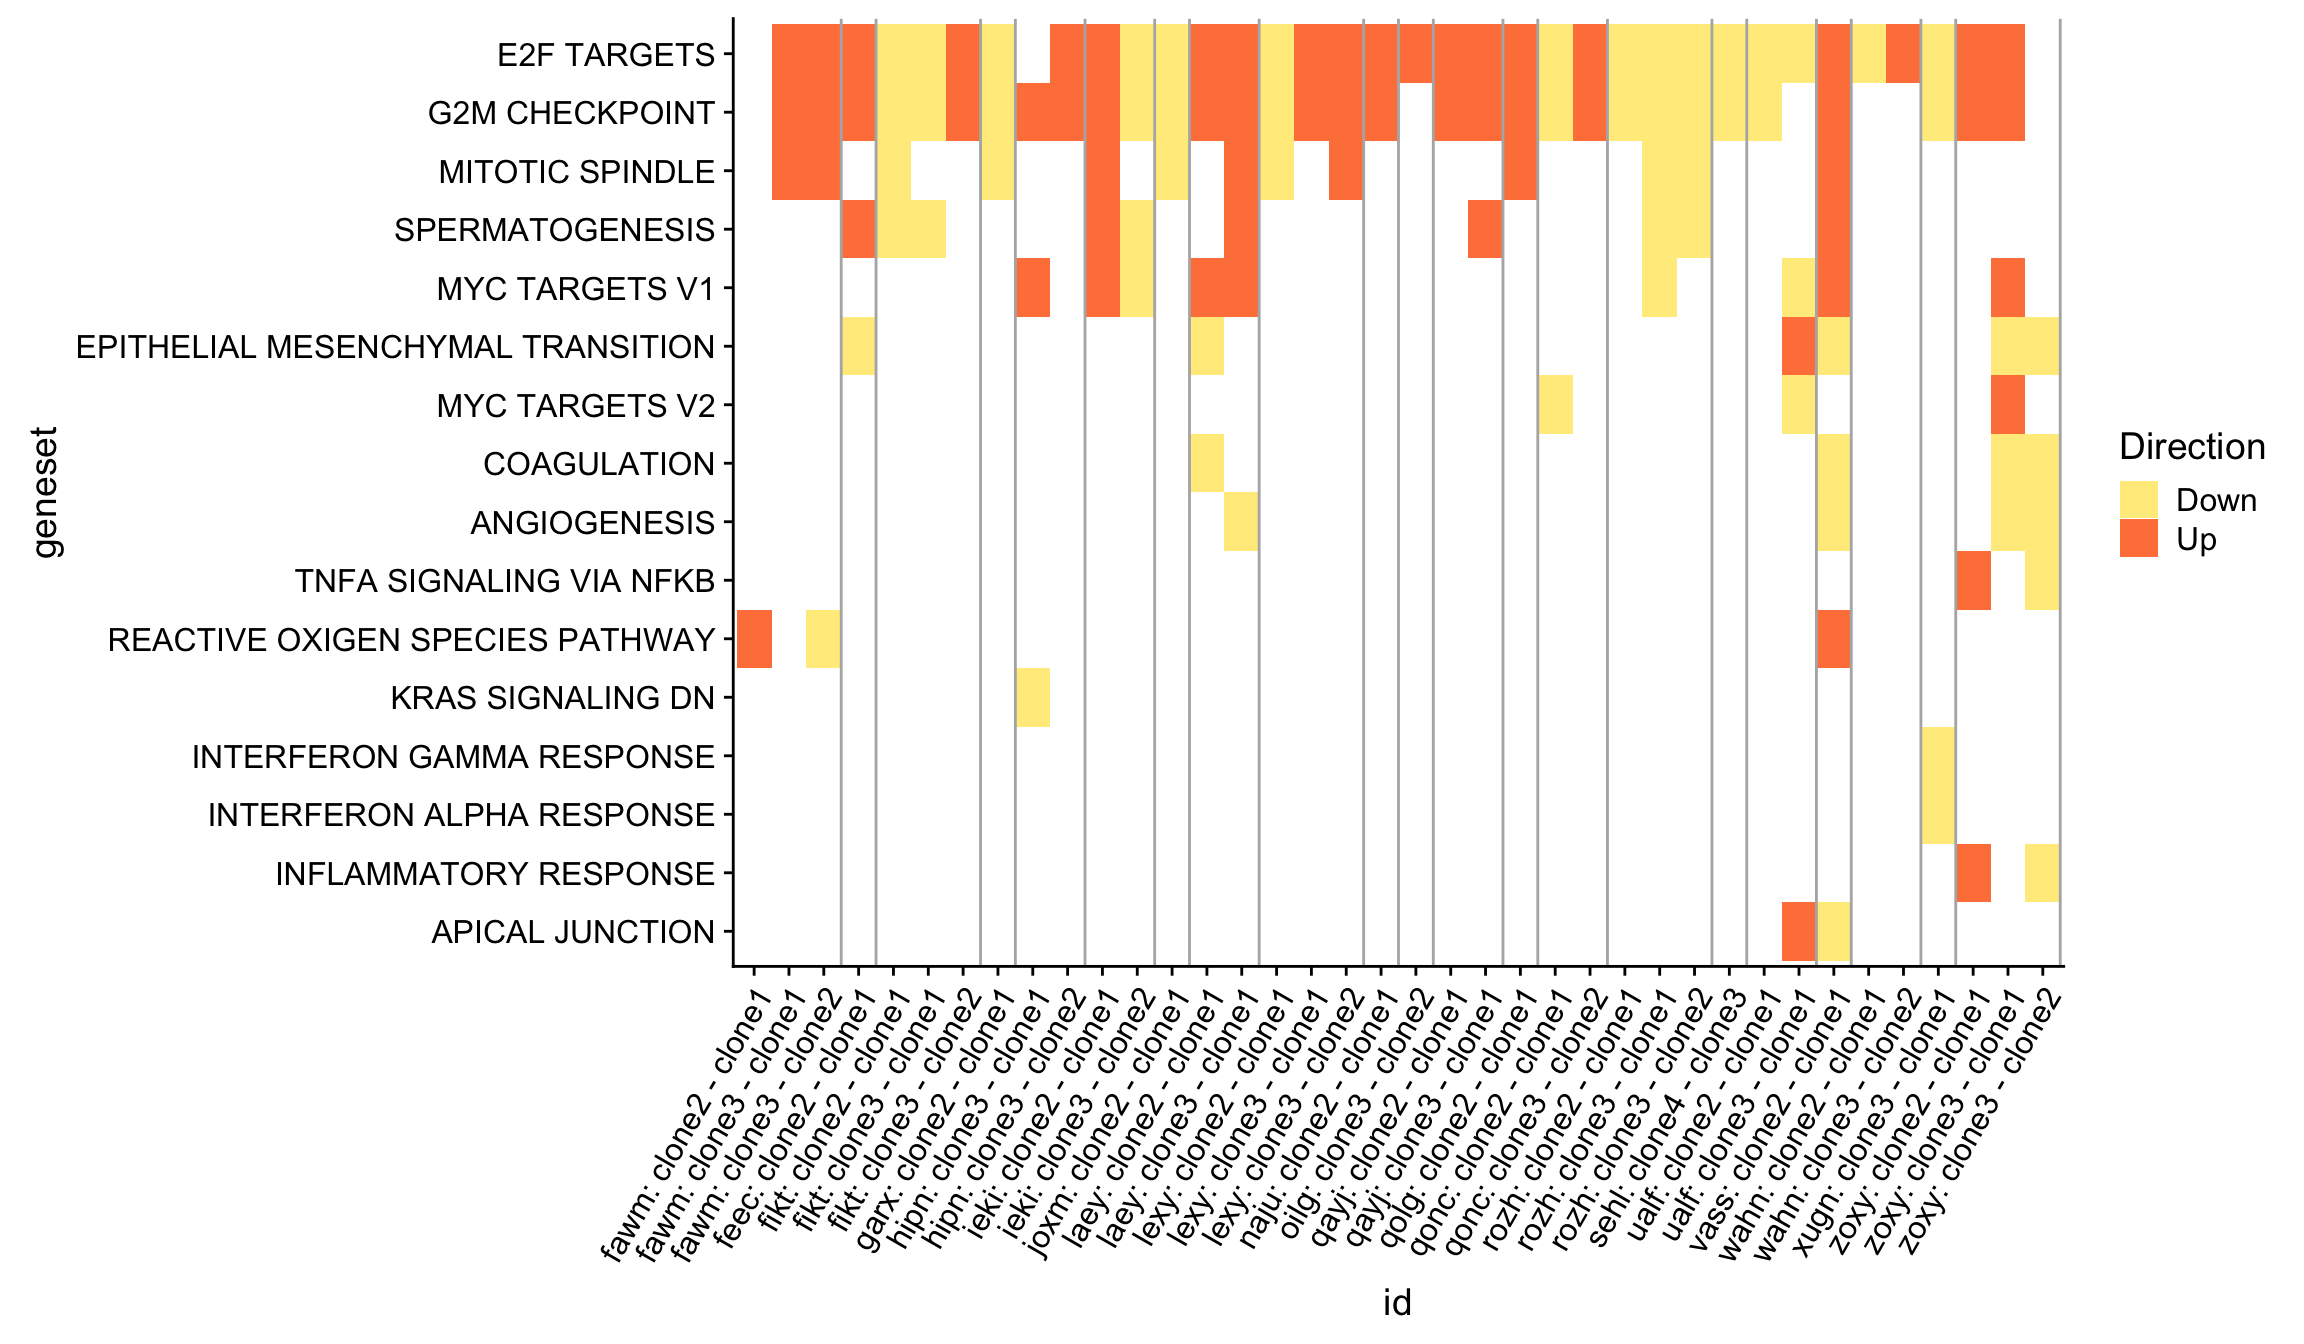 E2F TARGETS
G2M CHECKPOINT
MITOTIC SPINDLE
SPERMATOGENESIS
MYC TARGETS V1
EPITHELIAL MESENCHYMAL TRANSITION
MYC TARGETS V2
COAGULATION
ANGIOGENESIS
TNFA SIGNALING VIA NFKB
REACTIVE OXIGEN SPECIES PATHWAY
KRAS SIGNALING DN
INTERFERON GAMMA RESPONSE
INTERFERON ALPHA RESPONSE
INFLAMMATORY RESPONSE
APICAL JUNCTION
geneset
Direction
Down
Up
fawm: clone2 - clone1
fawm: clone3 - clone1
fawm: clone3 - clone2
feec: clone2 - clone1
fikt: clone2 - clone1
fikt: clone3 - clone1
fikt: clone3 - clone2
garx: clone2 - clone1
hipn: clone3 - clone1
hipn: clone3 - clone2
ieki: clone2 - clone1
ieki: clone3 - clone2
joxm: clone2 - clone1
laey: clone2 - clone1
laey: clone3 - clone1
lexy: clone2 - clone1
lexy: clone3 - clone1
lexy: clone3 - clone2
naju: clone2 - clone1
oilg: clone3 - clone2
qayj: clone2 - clone1
qayj: clone3 - clone1
qolg: clone2 - clone1
qonc: clone2 - clone1
qonc: clone3 - clone2
rozh: clone2 - clone1
rozh: clone3 - clone1
rozh: clone3 - clone2
sehl: clone4 - clone3
ualf: clone2 - clone1
ualf: clone3 - clone1
vass: clone2 - clone1
wahn: clone2 - clone1
wahn: clone3 - clone2
xugn: clone3 - clone1
zoxy: clone2 - clone1
zoxy: clone3 - clone1
zoxy: clone3 - clone2
id